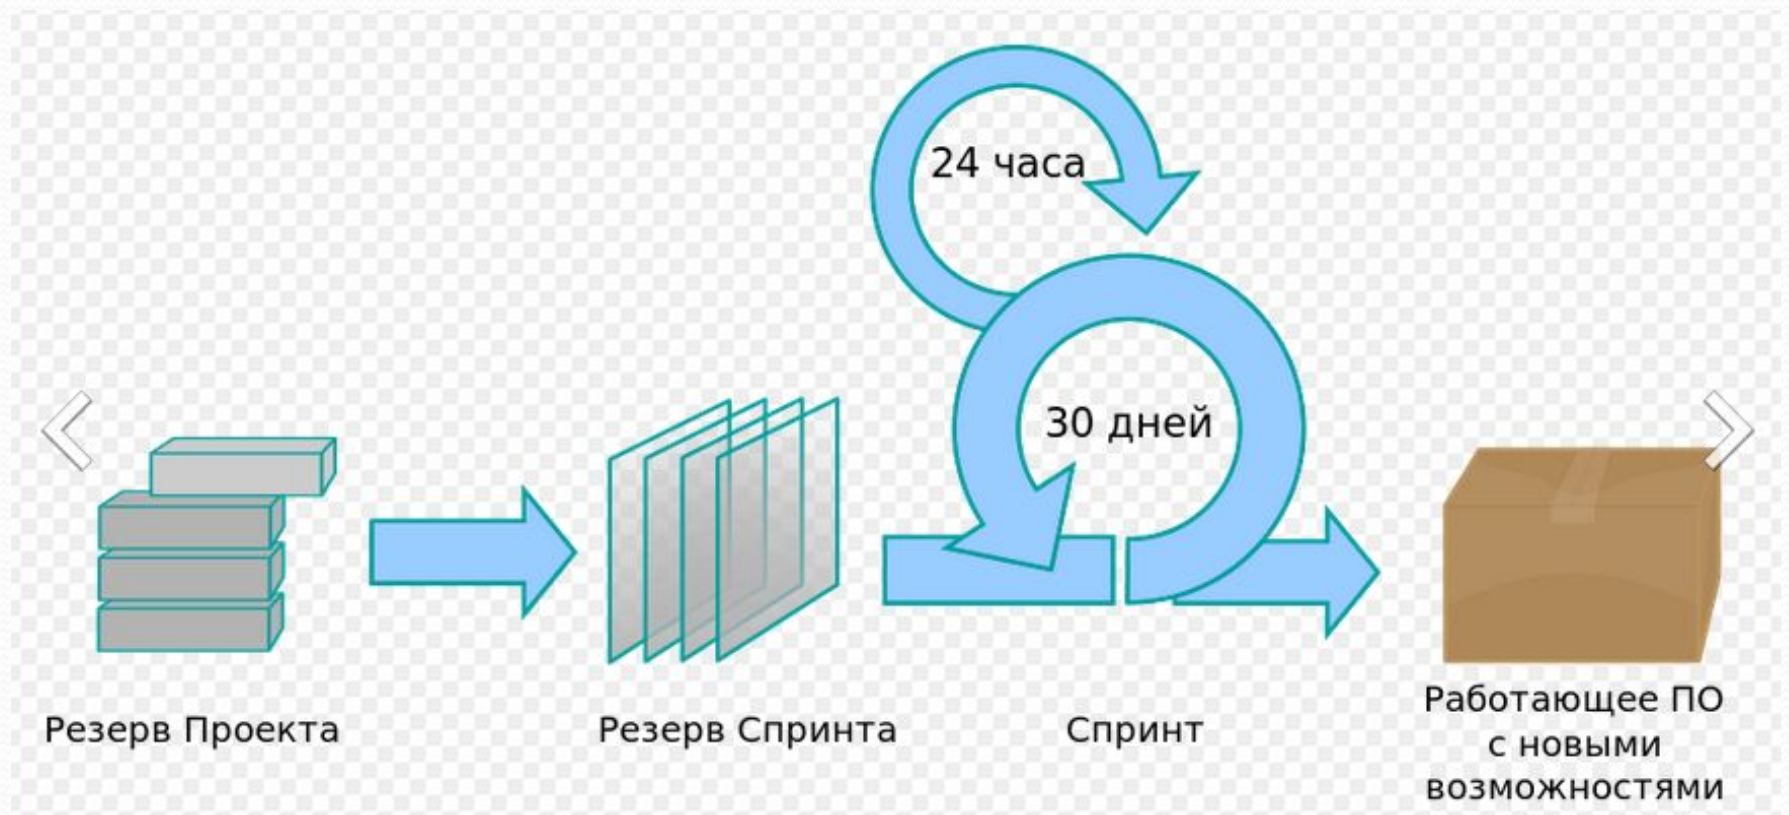 24 часа
30 дней
Резерв Проекта
Резерв Спринта
Спринт
Работающее ПО
с новыми
возможностями